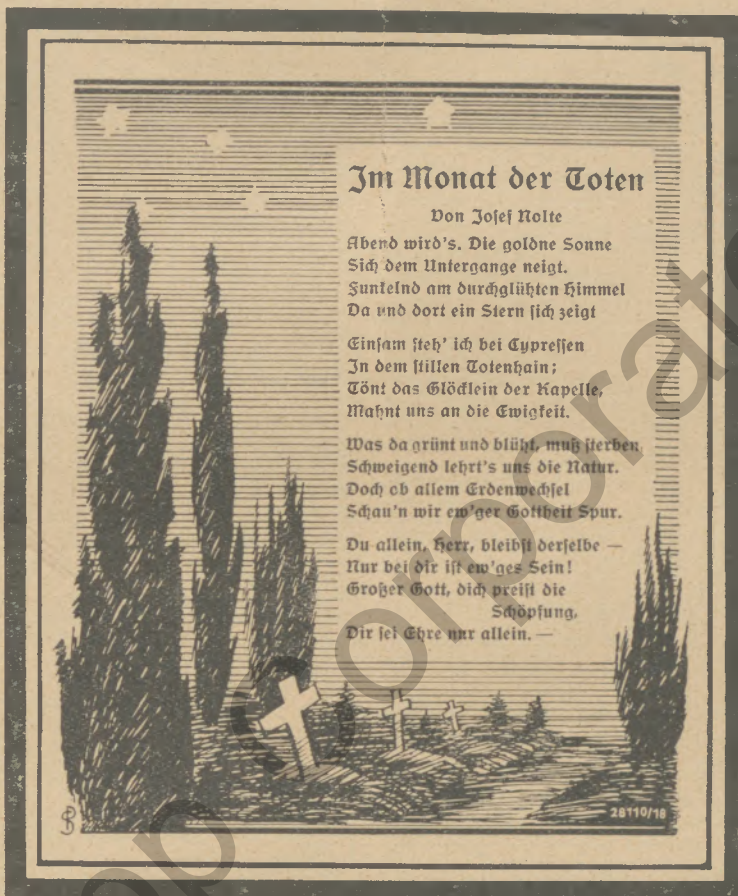 Im Monat der Toten
Von Josef Nolte
Abend wird's. Die goldne Sonne
Sich dem Untergange neigt.
Funkelnd am durchglühten Himmel
Da und dort ein Stern sich zeigt
Einsam steh' ich bei Cypressen
In dem stillen Totenhain;
Tönt das Glöcklein der Kapelle,
Mahnt uns an die Ewigkeit.
Was da grünt und blüht, muß sterben,
Schweigend lehrt's uns die Natur.
Doch ob allem Erdenwechsel
Schau'n wir ew'ger Gottheit Spur.
Du allein, Herr, bleibst derselbe —
Nur bei dir ist ew'ges Sein!
Großer Gott, dich preist die
Schöpfung,
Dir sei Ehre nur allein. —
28110/18